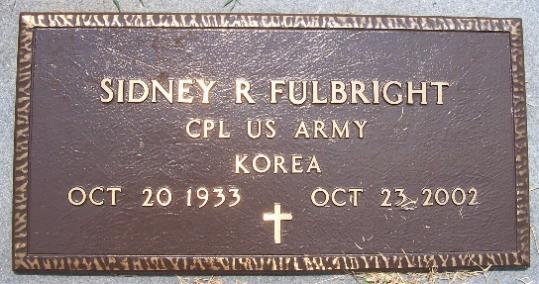 SIDNEY R FULBRIGHT
CPL US ARMY
KOREA
OCT 20 1933 OCT 23 2002